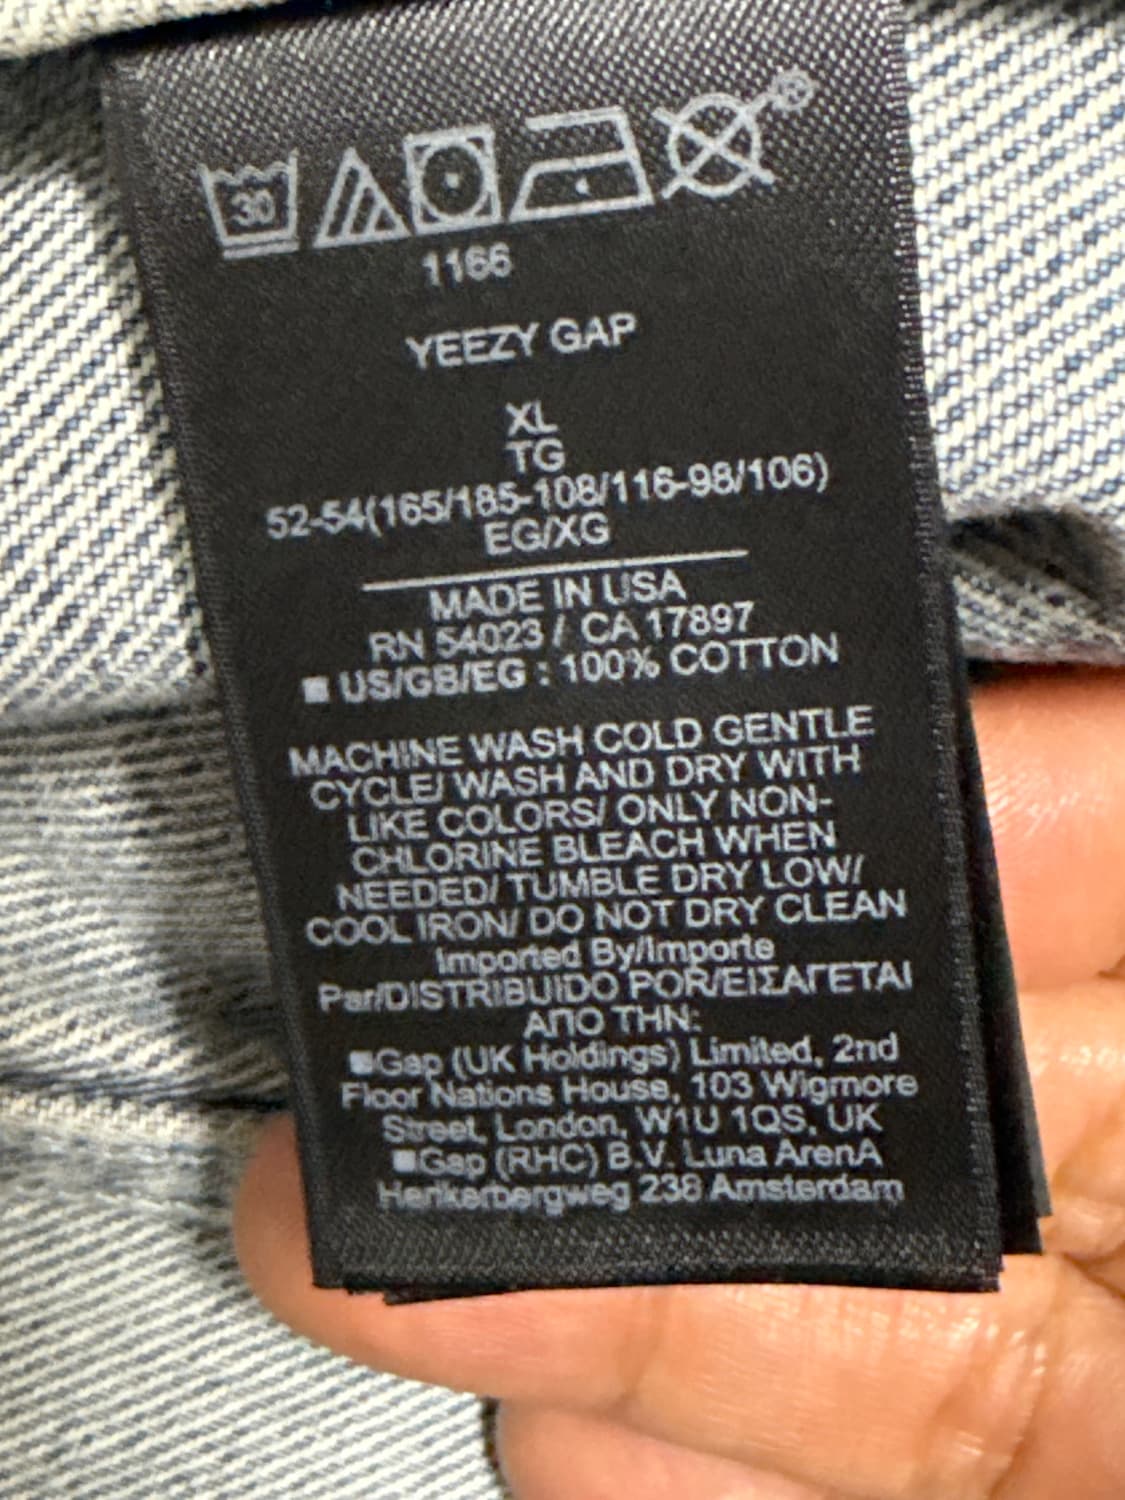 30
1166
YEEZY GAP
XL
TG
52-54(165/185-108/116-98/106)
EG/XG
MADE IN USA
RN 54023 / CA 17897
■ US/GB/EG : 100% COTTON
MACHINE WASH COLD GENTLE
CYCLE/ WASH AND DRY WITH
LIKE COLORS/ ONLY NON-
CHLORINE BLEACH WHEN
NEEDED/ TUMBLE DRY LOW/
COOL IRON/ DO NOT DRY CLEAN
Imported By/Importe
Par/DISTRIBUIDO POR/ΕΙΣΑΓΕΤΑΙ
ΑΠΟ ΤΗΝ:
■Gap (UK Holdings) Limited, 2nd
Floor Nations House, 103 Wigmore
Street, London, W1U 1QS, UK
■Gap (RHC) B.V. Luna ArenA
Herikerbergweg 238 Amsterdam